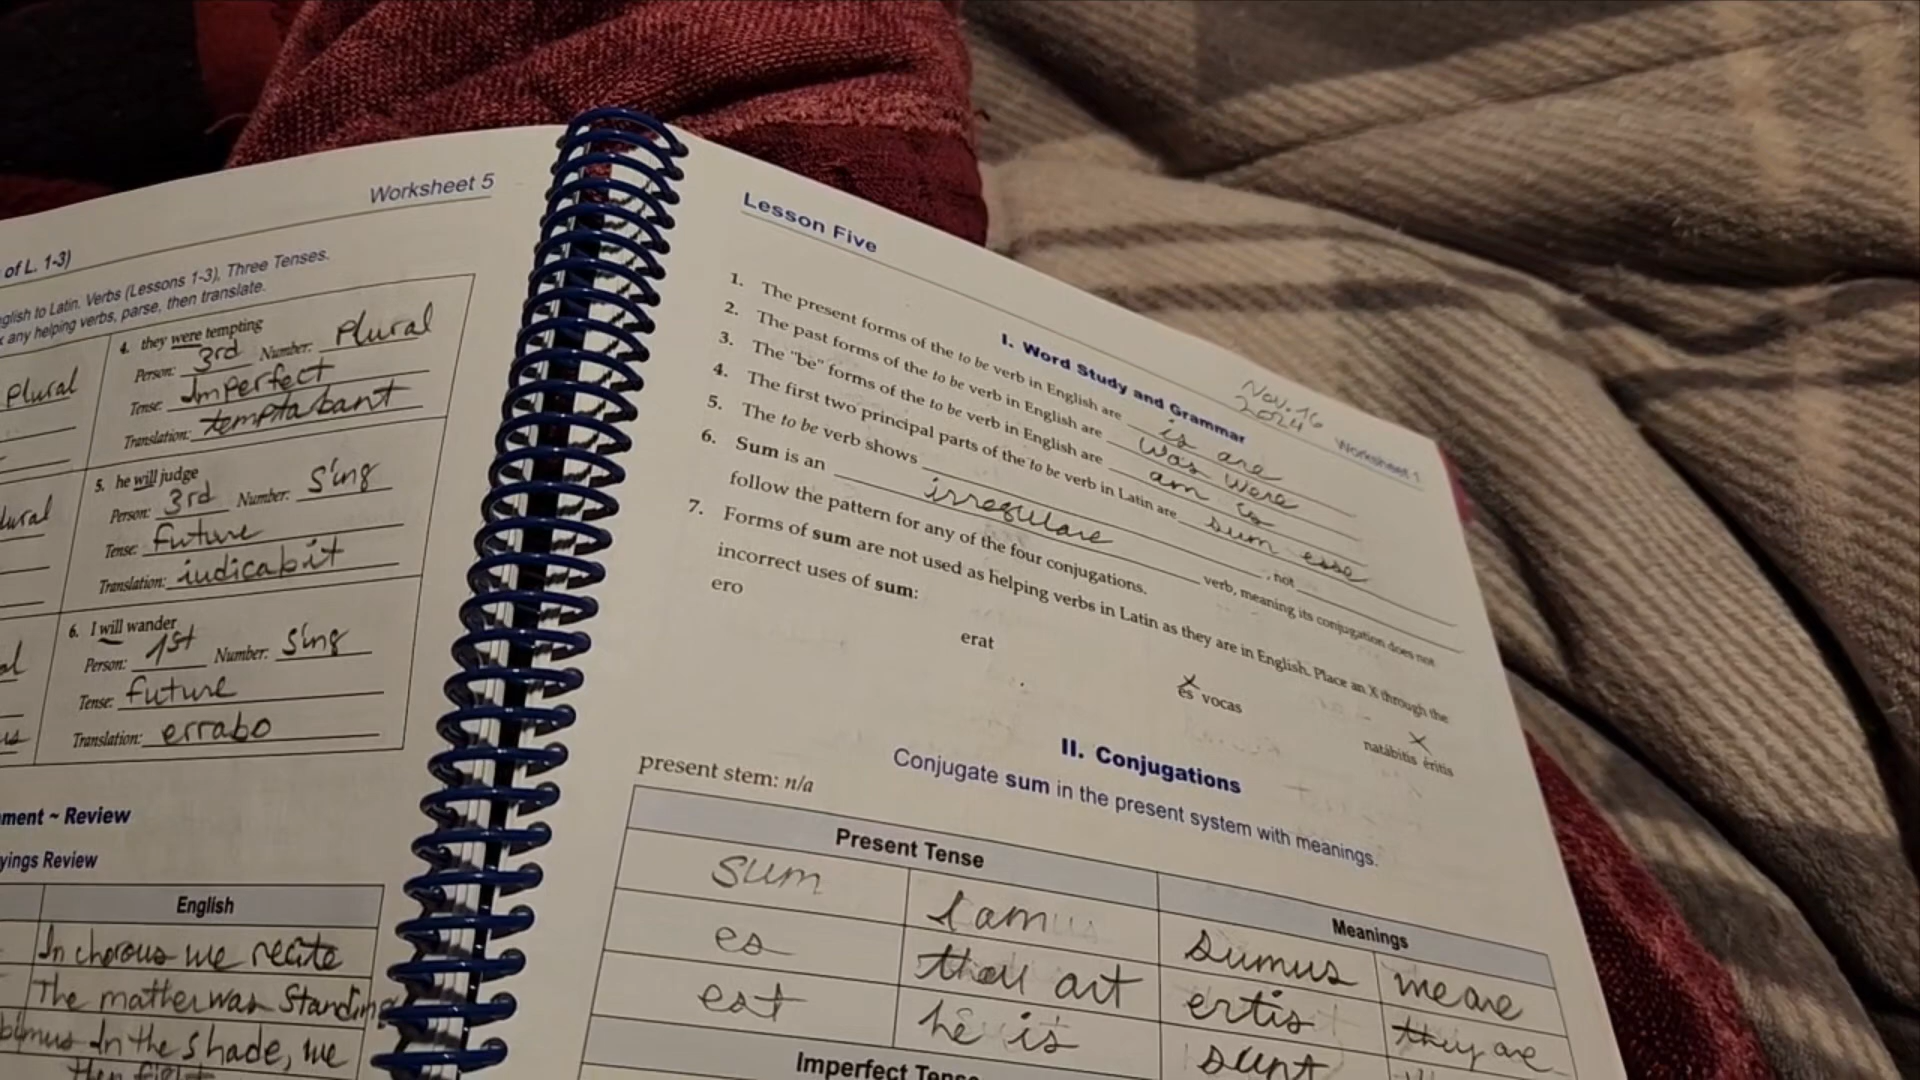 Worksheet 5
of L. 1-3)
glish to Latin. Verbs (Lessons 1-3), Three Tenses.
any helping verbs, parse, then translate.
Plural
4. they were tempting
Person: 3rd Number: Plural
Tense: Imperfect
Translation: temptabant
5. he will judge
Person: 3rd Number: Sing
Tense: Future
Translation: iudicabit
6. I will wander
Person: 1st Number: Sing
Tense: future
Translation: errabo
ment ~ Review
yings Review
English
In chorous we recite
The mather was Standing
In the shade, we
Lesson Five
I. Word Study and Grammar
Nov. 16
2024
Worksheet 1
1. The present forms of the to be verb in English are is are
2. The past forms of the to be verb in English are was were
3. The "be" forms of the to be verb in English are am is
4. The first two principal parts of the to be verb in Latin are sum esse
5. The to be verb shows , not
6. Sum is an irregulare verb, meaning its conjugation does not
follow the pattern for any of the four conjugations.
7. Forms of sum are not used as helping verbs in Latin as they are in English. Place an X through the
incorrect uses of sum:
ero erat es vocas natábitis éritis
X X
II. Conjugations
Conjugate sum in the present system with meanings.
present stem: n/a
Present Tense Meanings
sum I am sumus we are
es thou art ertis they are
est he is sunt
Imperfect Tense